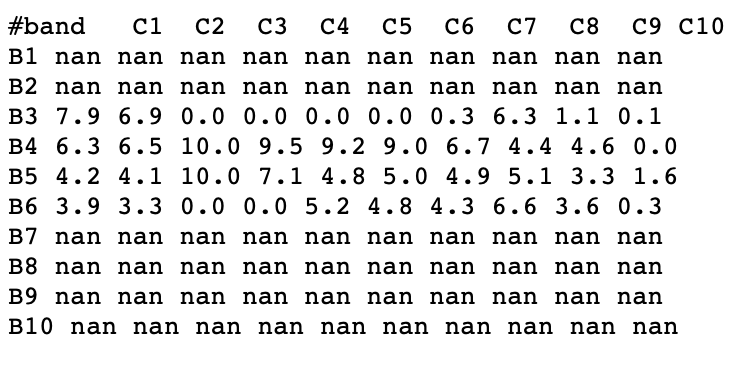 #band   C1  C2  C3  C4  C5  C6  C7  C8  C9 C10
B1 nan nan nan nan nan nan nan nan nan nan
B2 nan nan nan nan nan nan nan nan nan nan
B3 7.9 6.9 0.0 0.0 0.0 0.0 0.3 6.3 1.1 0.1
B4 6.3 6.5 10.0 9.5 9.2 9.0 6.7 4.4 4.6 0.0
B5 4.2 4.1 10.0 7.1 4.8 5.0 4.9 5.1 3.3 1.6
B6 3.9 3.3 0.0 0.0 5.2 4.8 4.3 6.6 3.6 0.3
B7 nan nan nan nan nan nan nan nan nan nan
B8 nan nan nan nan nan nan nan nan nan nan
B9 nan nan nan nan nan nan nan nan nan nan
B10 nan nan nan nan nan nan nan nan nan nan